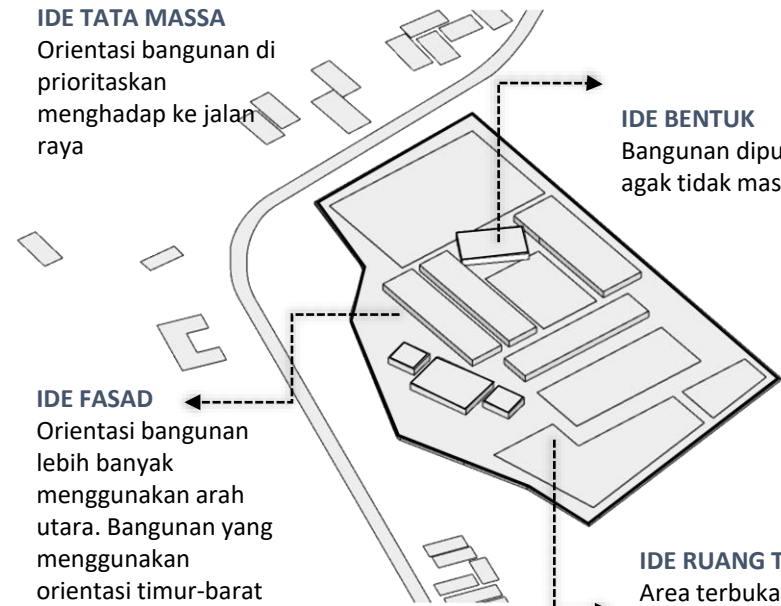 IDE TATA MASSA
Orientasi bangunan di
prioritaskan
menghadap ke jalan
raya
IDE BENTUK
Bangunan dipu
agak tidak mas
IDE FASAD
Orientasi bangunan
lebih banyak
menggunakan arah
utara. Bangunan yang
menggunakan
orientasi timur-barat
IDE RUANG T
Area terbuka